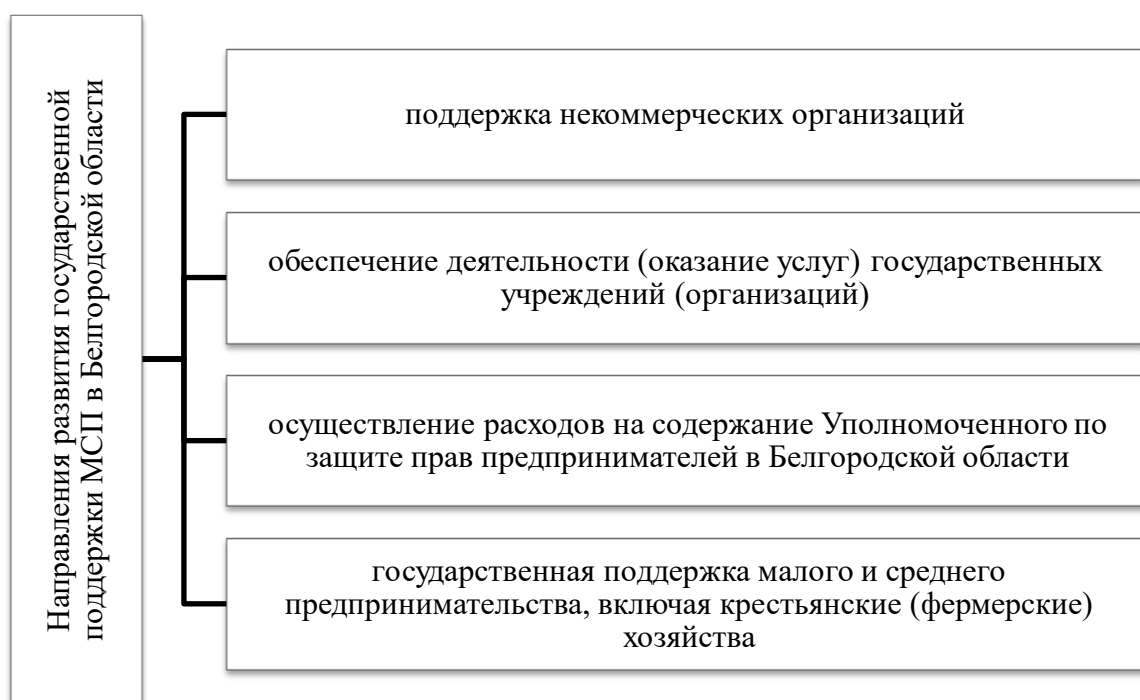 Направления развития государственной
поддержки МСП в Белгородской области
поддержка некоммерческих организаций
обеспечение деятельности (оказание услуг) государственных
учреждений (организаций)
осуществление расходов на содержание Уполномоченного по
защите прав предпринимателей в Белгородской области
государственная поддержка малого и среднего
предпринимательства, включая крестьянские (фермерские)
хозяйства